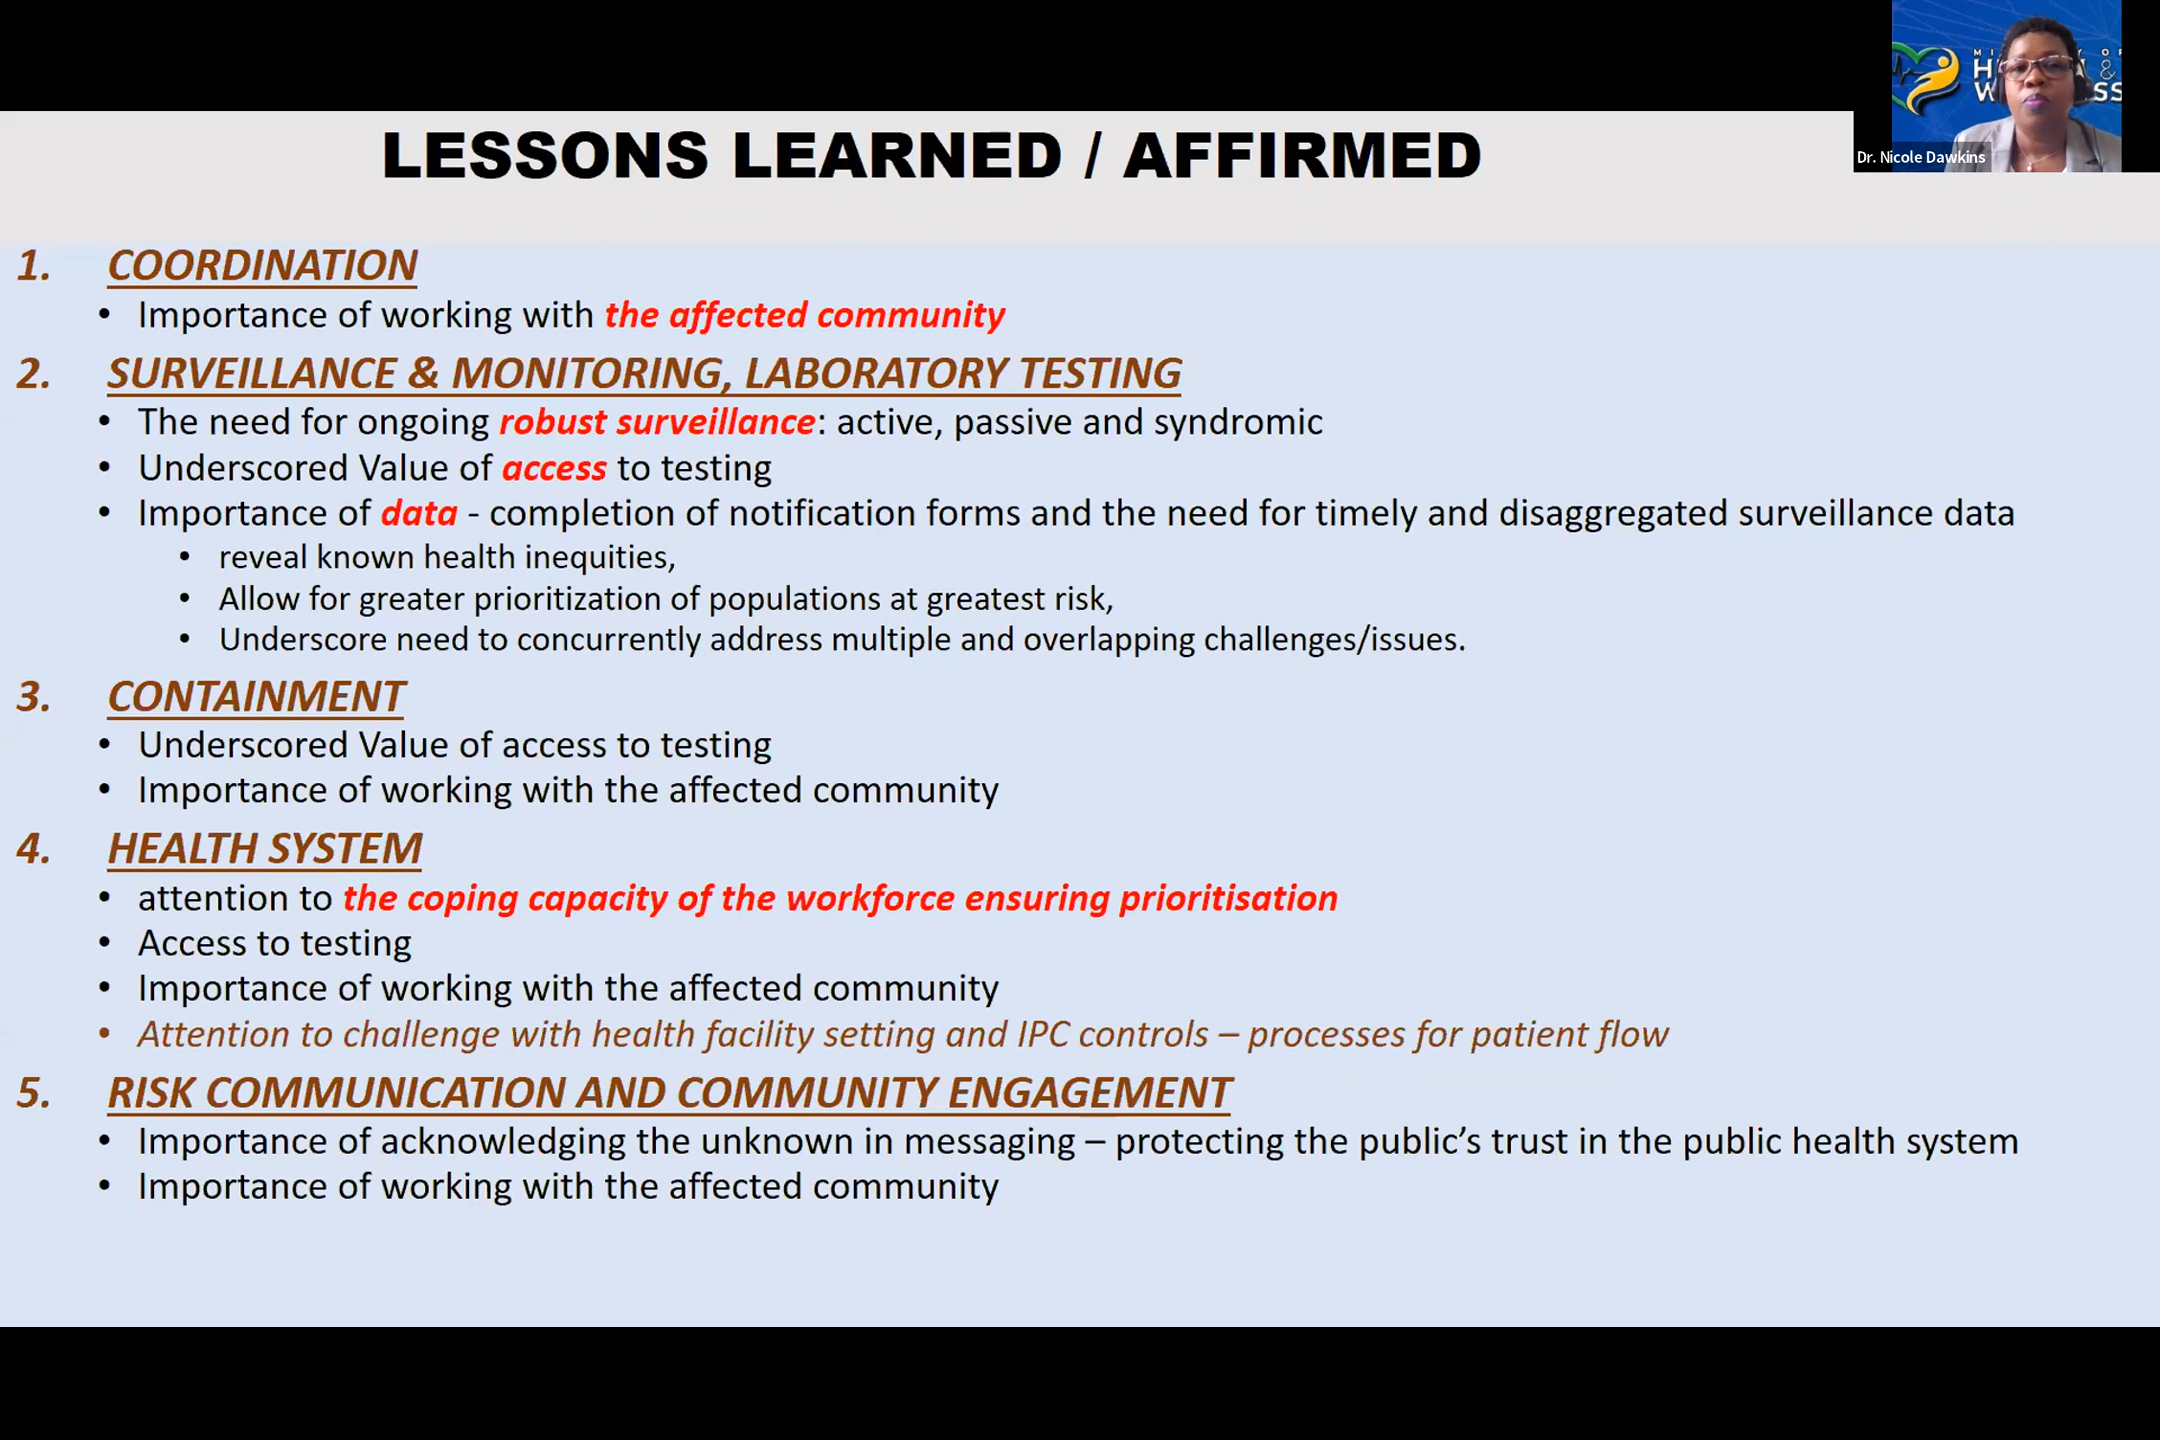 MI Y OF
H &
W SS
Dr. Nicole Dawkins
LESSONS LEARNED / AFFIRMED
1. COORDINATION
• Importance of working with the affected community
2. SURVEILLANCE & MONITORING, LABORATORY TESTING
• The need for ongoing robust surveillance: active, passive and syndromic
• Underscored Value of access to testing
• Importance of data - completion of notification forms and the need for timely and disaggregated surveillance data
• reveal known health inequities,
• Allow for greater prioritization of populations at greatest risk,
• Underscore need to concurrently address multiple and overlapping challenges/issues.
3. CONTAINMENT
• Underscored Value of access to testing
• Importance of working with the affected community
4. HEALTH SYSTEM
• attention to the coping capacity of the workforce ensuring prioritisation
• Access to testing
• Importance of working with the affected community
• Attention to challenge with health facility setting and IPC controls – processes for patient flow
5. RISK COMMUNICATION AND COMMUNITY ENGAGEMENT
• Importance of acknowledging the unknown in messaging – protecting the public’s trust in the public health system
• Importance of working with the affected community